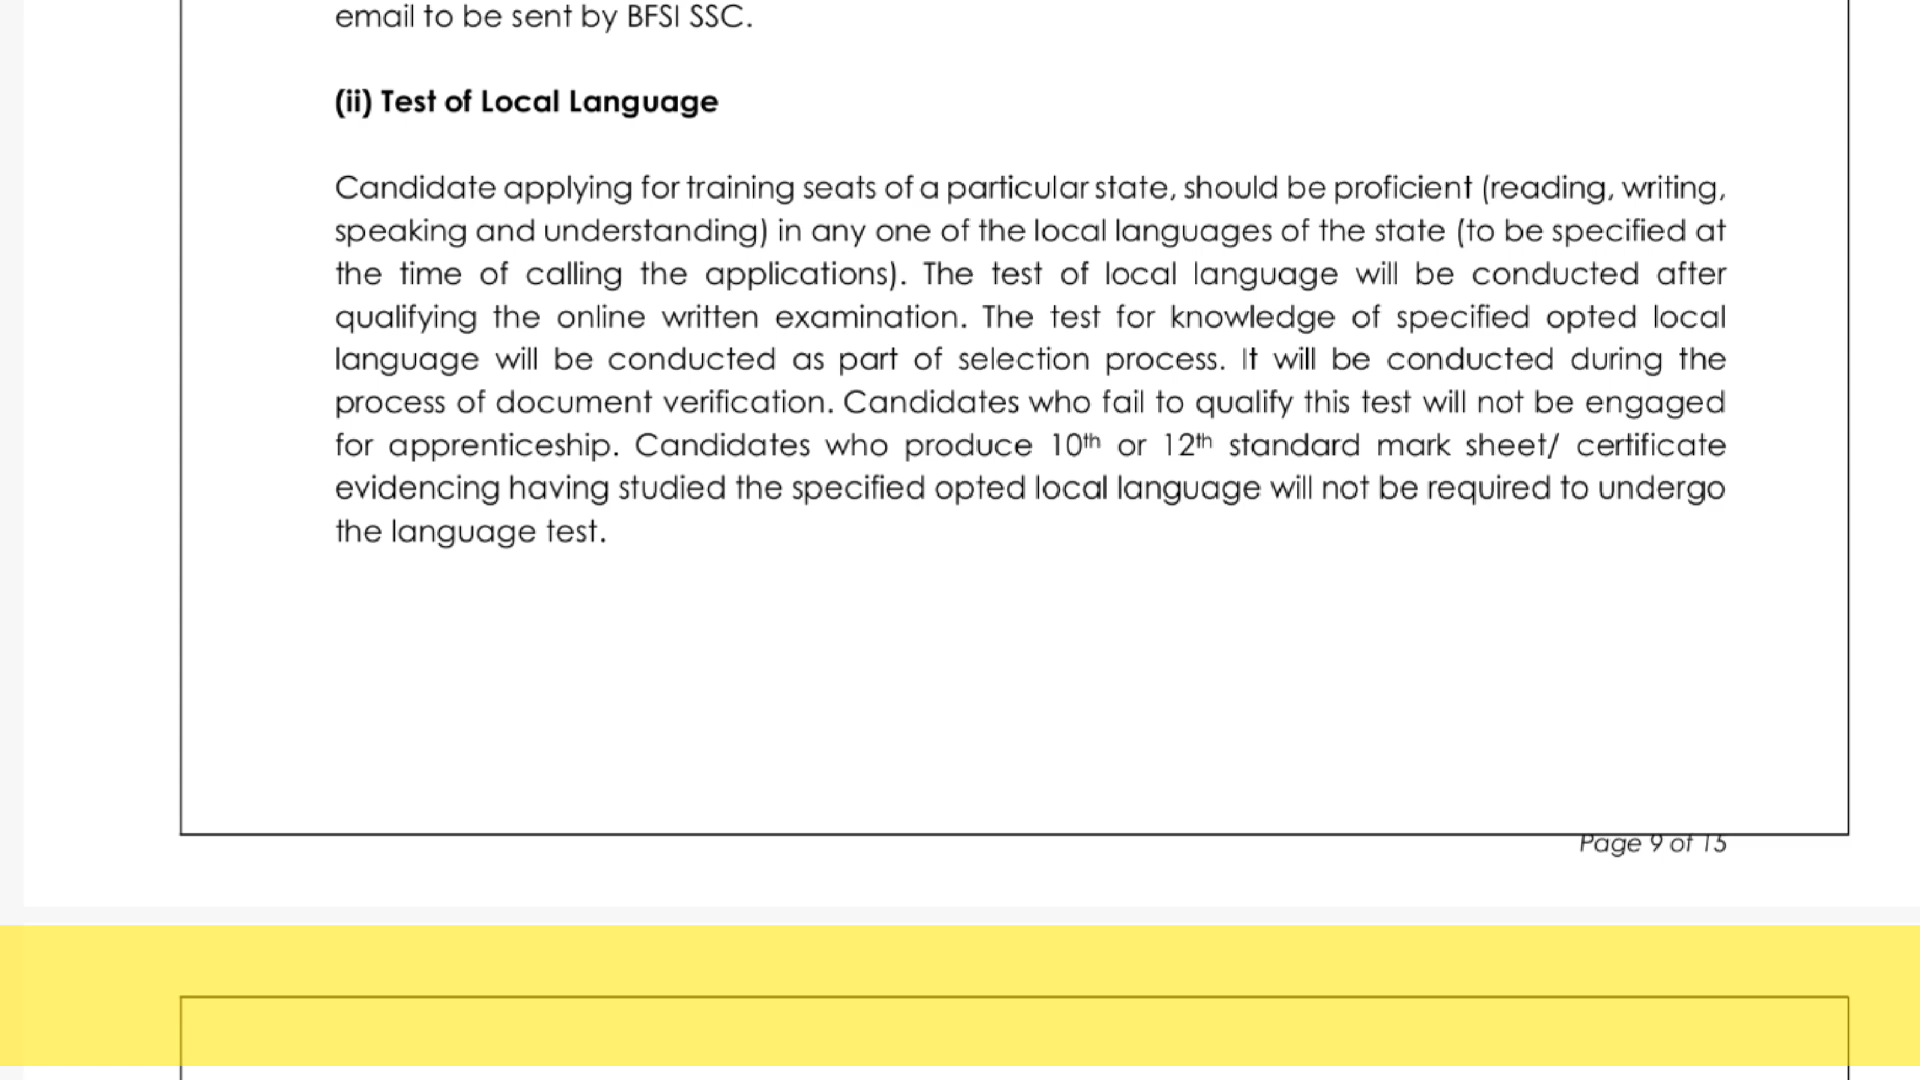 email to be sent by BFSI SSC.
(ii) Test of Local Language
Candidate applying for training seats of a particular state, should be proficient (reading, writing,
speaking and understanding) in any one of the local languages of the state (to be specified at
the time of calling the applications). The test of local language will be conducted after
qualifying the online written examination. The test for knowledge of specified opted local
language will be conducted as part of selection process. It will be conducted during the
process of document verification. Candidates who fail to qualify this test will not be engaged
for apprenticeship. Candidates who produce 10th or 12th standard mark sheet/ certificate
evidencing having studied the specified opted local language will not be required to undergo
the language test.
Page 9 of 15